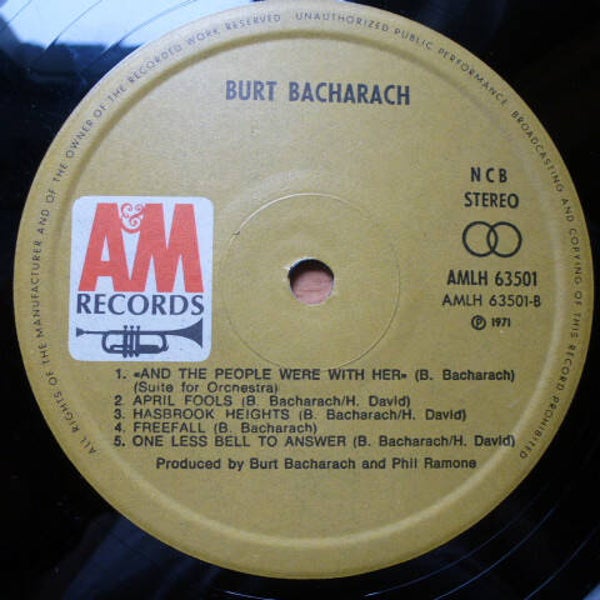 ALL RIGHTS OF THE MANUFACTURER AND OF THE OWNER OF THE RECORDED WORK RESERVED UNAUTHORIZED PUBLIC PERFORMANCE, BROADCASTING AND COPYING OF THIS RECORD PROHIBITED
BURT BACHARACH
NCB
STEREO
A&M
RECORDS
AMLH 63501
AMLH 63501-B
Ⓟ 1971
1. «AND THE PEOPLE WERE WITH HER» (B. Bacharach)
(Suite for Orchestra)
2. APRIL FOOLS (B. Bacharach/H. David)
3. HASBROOK HEIGHTS (B. Bacharach/H. David)
4. FREEFALL (B. Bacharach)
5. ONE LESS BELL TO ANSWER (B. Bacharach/H. David)
Produced by Burt Bacharach and Phil Ramone